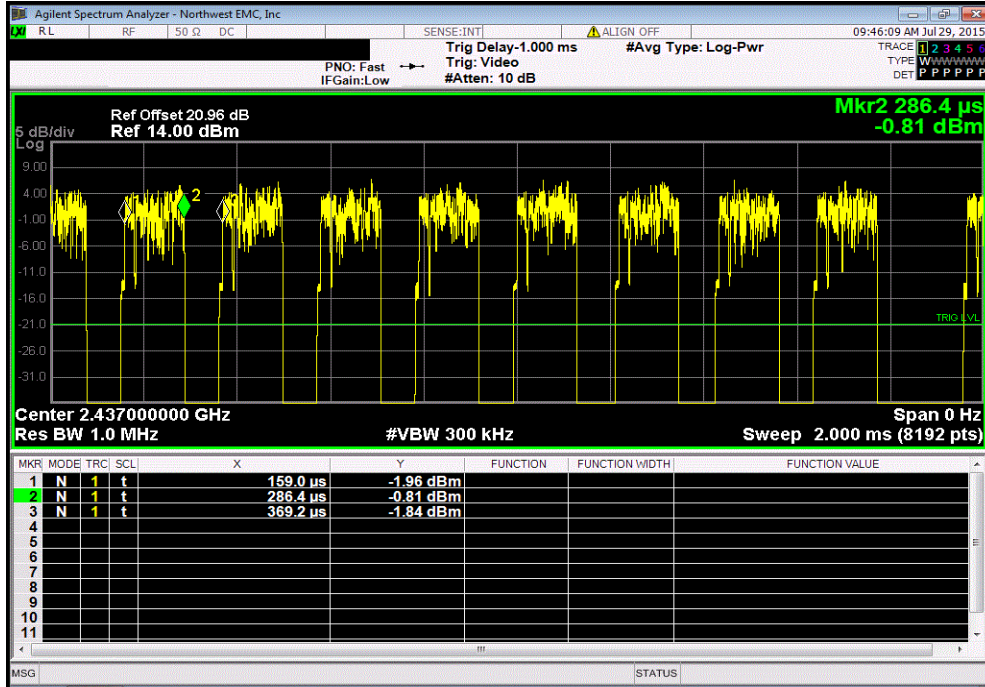 Agilent Spectrum Analyzer - Northwest EMC, Inc
LXI RL RF 50 Ω DC SENSE:INT ALIGN OFF 09:46:09 AM Jul 29, 2015
Trig Delay-1.000 ms #Avg Type: Log-Pwr TRACE 1 2 3 4 5 6
PNO: Fast Trig: Video TYPE WWWWWW
IFGain:Low #Atten: 10 dB DET P P P P P P
Mkr2 286.4 µs
-0.81 dBm
Ref Offset 20.96 dB
5 dB/div Ref 14.00 dBm
Log
9.00
4.00
2
-1.00
-6.00
-11.0
-16.0
-21.0
TRIG LVL
-26.0
-31.0
Center 2.437000000 GHz Span 0 Hz
Res BW 1.0 MHz #VBW 300 kHz Sweep 2.000 ms (8192 pts)
MKR MODE TRC SCL X Y FUNCTION FUNCTION WIDTH FUNCTION VALUE
1 N 1 t 159.0 µs -1.96 dBm
2 N 1 t 286.4 µs -0.81 dBm
3 N 1 t 369.2 µs -1.84 dBm
4
5
6
7
8
9
10
11
MSG STATUS